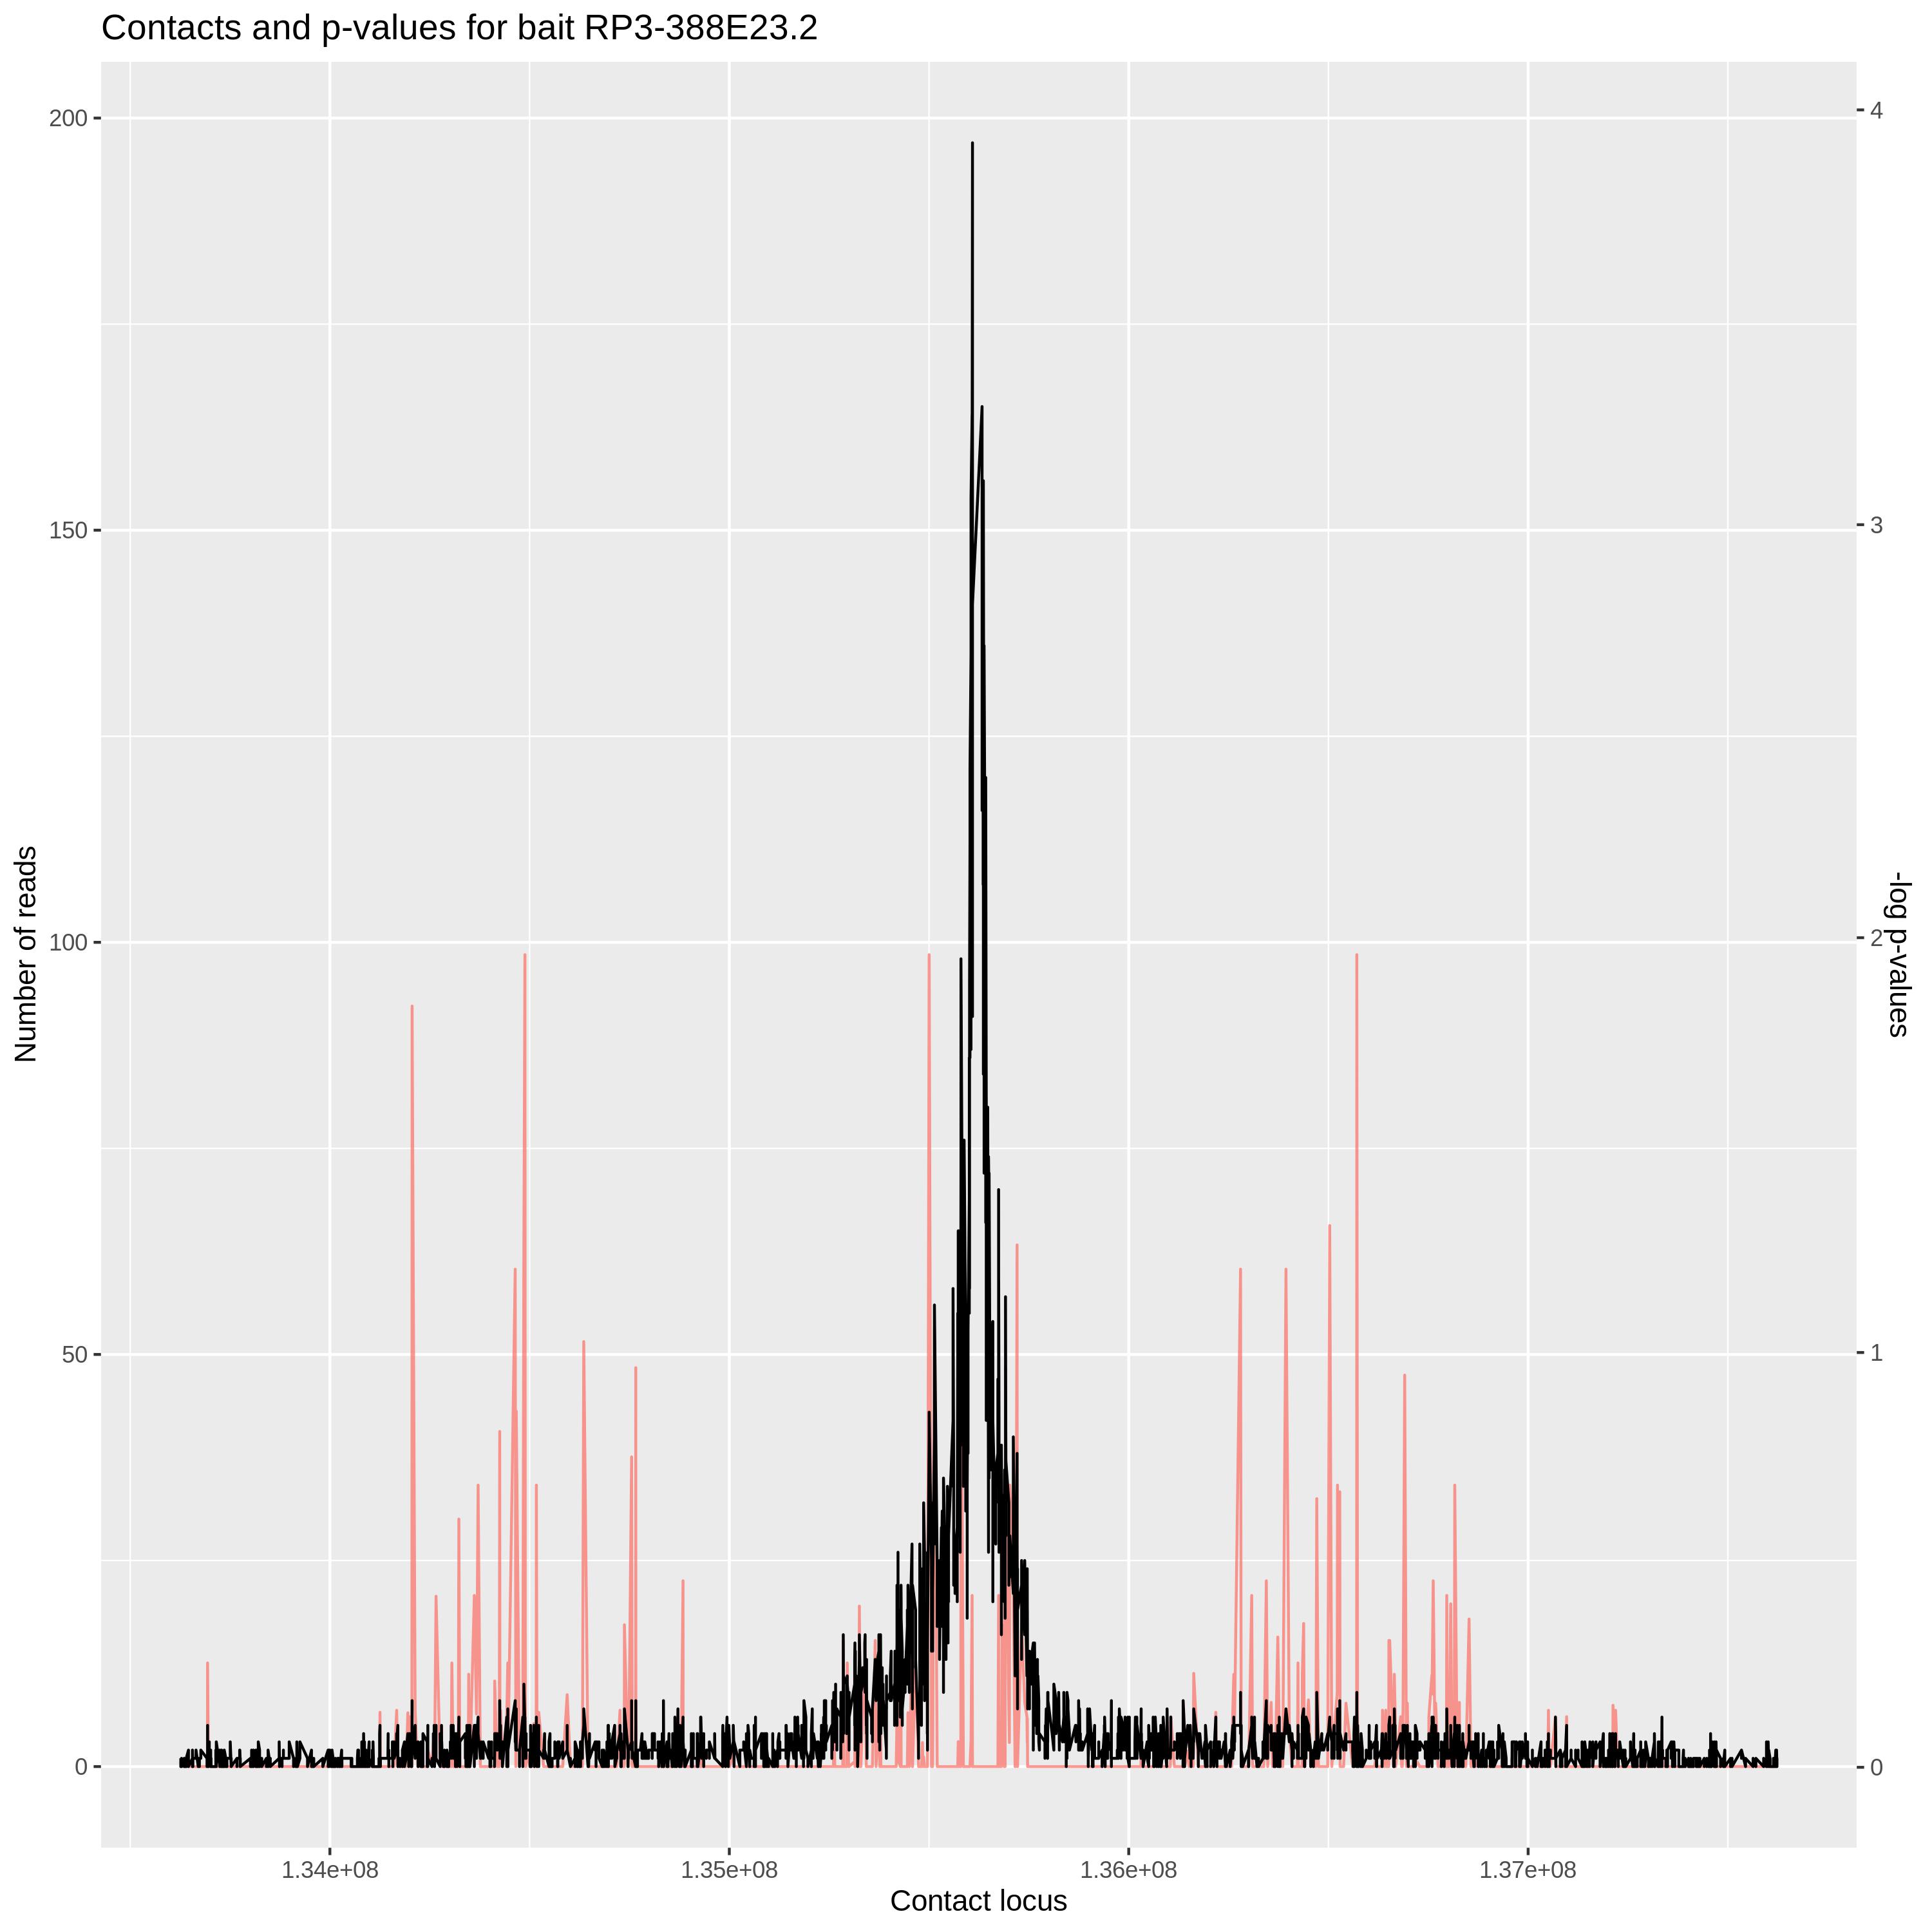 Contacts and p-values for bait RP3-388E23.2
200
150
100
50
0
Number of reads
4
3
2
1
0
-log p-values
1.34e+08
1.35e+08
1.36e+08
1.37e+08
Contact locus